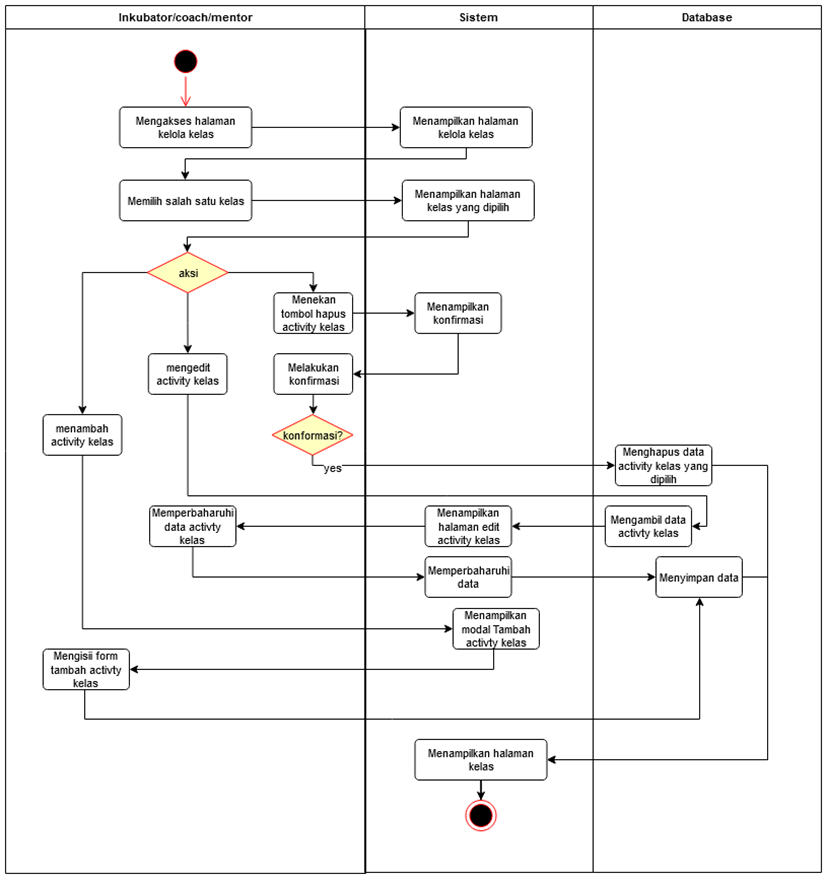 Inkubator/coach/mentor
Sistem
Database
Mengakses halaman
kelola kelas
Menampilkan halaman
kelola kelas
Memilih salah satu kelas
Menampilkan halaman
kelas yang dipilih
aksi
Menekan
tombol hapus
activity kelas
Menampilkan
konfirmasi
mengedit
activity kelas
Melakukan
konfirmasi
menambah
activity kelas
konformasi?
yes
Menghapus data
activity kelas yang
dipilih
Memperbaharuhi
data activty
kelas
Menampilkan
halaman edit
activity kelas
Mengambil data
activty kelas
Memperbaharuhi
data
Menyimpan data
Menampilkan
modal Tambah
activty kelas
Mengisii form
tambah activty
kelas
Menampilkan halaman
kelas